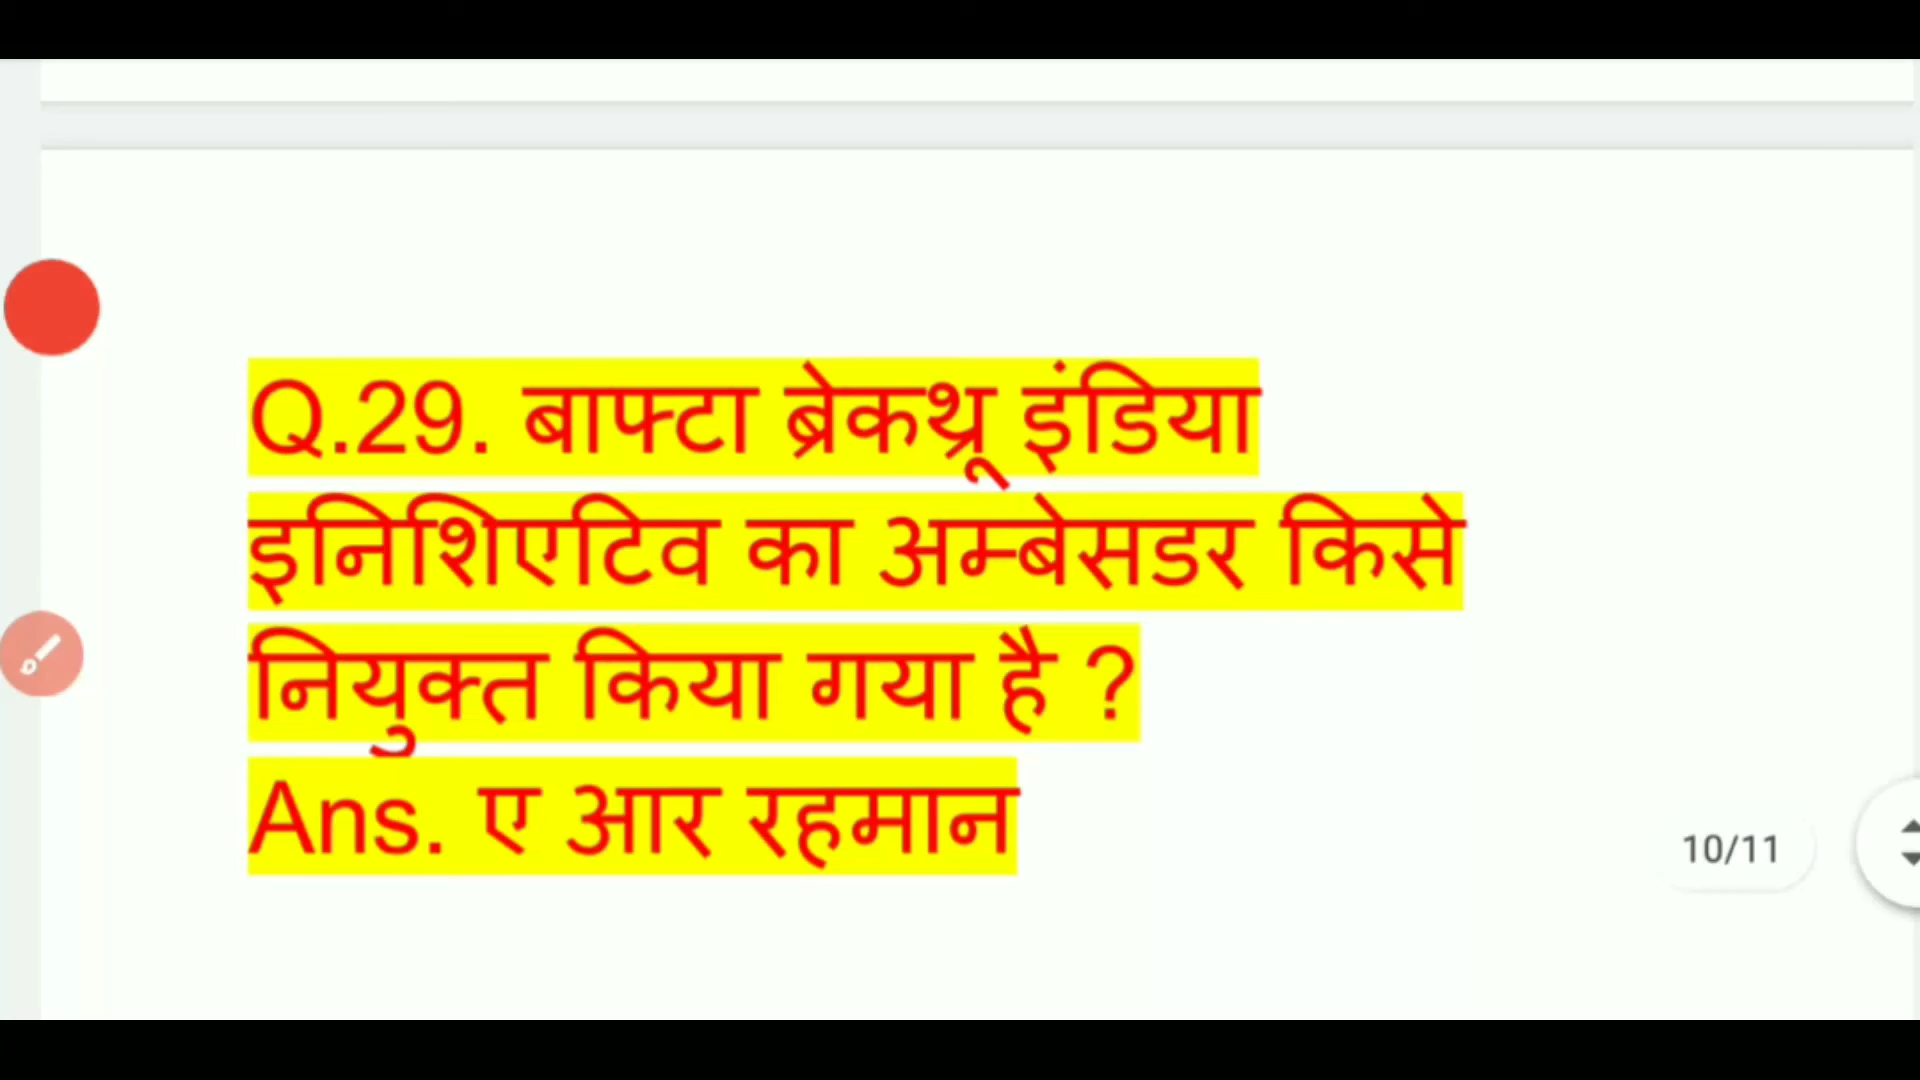 Q.29. बाफ्टा ब्रेकथ्रू इंडिया
इनिशिएटिव का अम्बेसडर किसे
नियुक्त किया गया है ?
Ans. ए आर रहमान
10/11